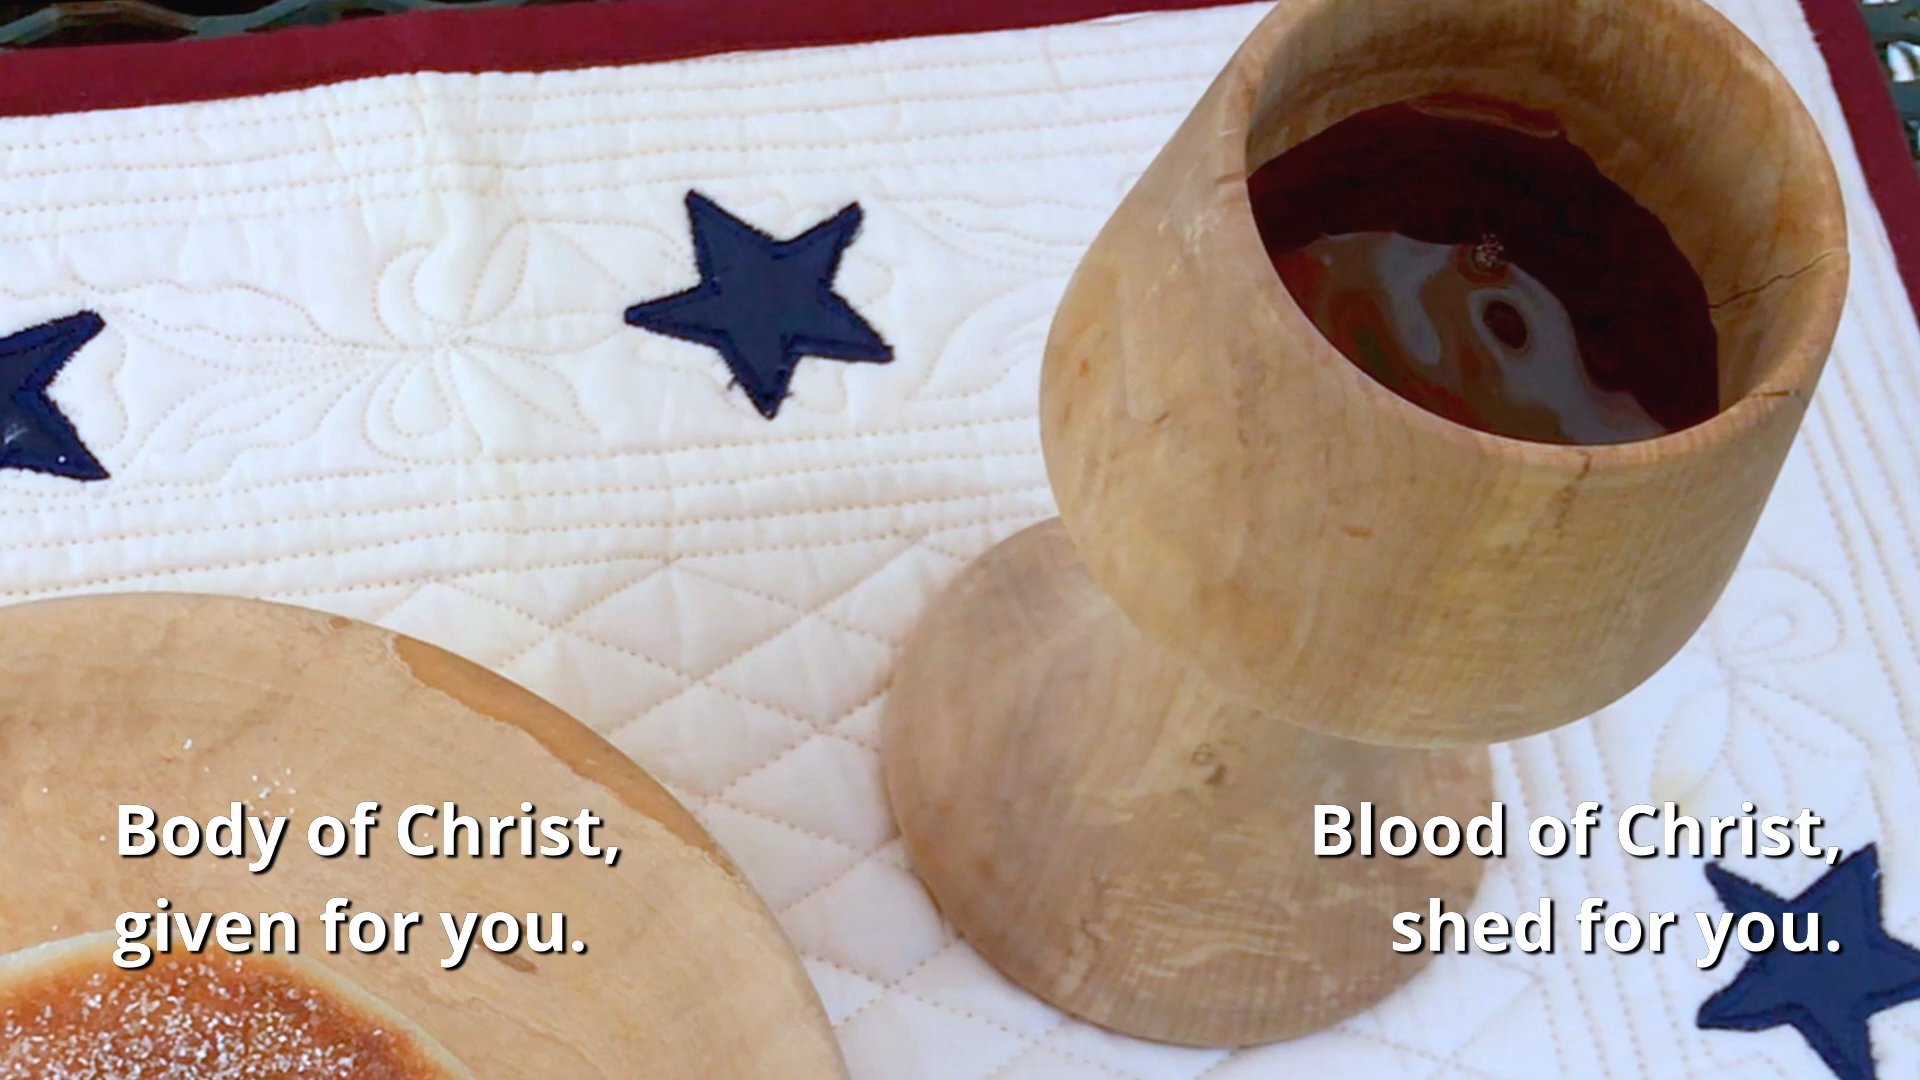 Body of Christ,
given for you.
Blood of Christ,
shed for you.